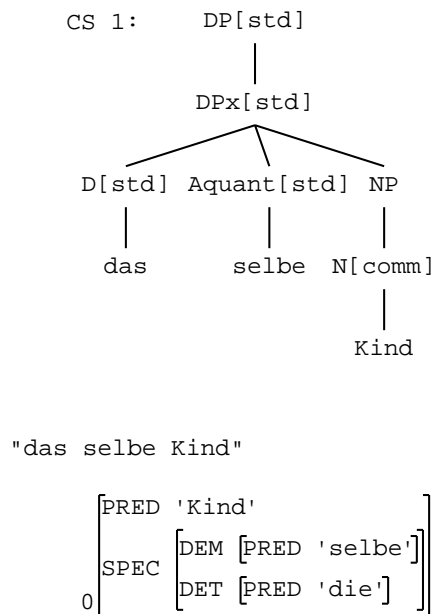 CS 1: DP[std]
DPx[std]
D[std] Aquant[std] NP
das selbe N[comm]
Kind
"das selbe Kind"
PRED 'Kind'
DEM [PRED 'selbe']
SPEC
DET [PRED 'die']
0